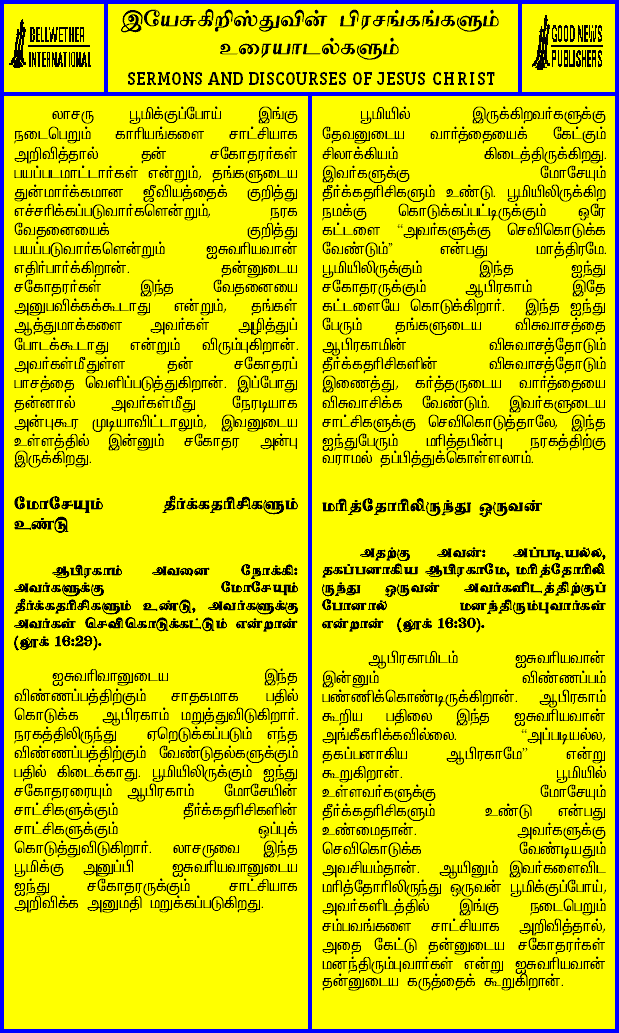 BELLWETHER
INTERNATIONAL
இயேசுகிறிஸ்துவின் பிரசங்கங்களும்
உரையாடல்களும்
SERMONS AND DISCOURSES OF JESUS CHRIST
GOOD NEWS
PUBLISHERS
லாசரு பூமிக்குப்போய் இங்கு
நடைபெறும் காரியங்களை சாட்சியாக
அறிவித்தால் தன் சகோதரர்கள்
பயப்படமாட்டார்கள் என்றும், தங்களுடைய
துன்மார்க்கமான ஜீவியத்தைக் குறித்து
எச்சரிக்கப்படுவார்களென்றும், நரக
வேதனையைக் குறித்து
பயப்படுவார்களென்றும் ஐசுவரியவான்
எதிர்பார்க்கிறான். தன்னுடைய
சகோதரர்கள் இந்த வேதனையை
அனுபவிக்கக்கூடாது என்றும், தங்கள்
ஆத்துமாக்களை அவர்கள் அழித்துப்
போடக்கூடாது என்றும் விரும்புகிறான்.
அவர்கள்மீதுள்ள தன் சகோதரப்
பாசத்தை வெளிப்படுத்துகிறான். இப்போது
தன்னால் அவர்கள்மீது நேரடியாக
அன்புகூர முடியாவிட்டாலும், இவனுடைய
உள்ளத்தில் இன்னும் சகோதர அன்பு
இருக்கிறது.
மோசேயும் தீர்க்கதரிசிகளும்
உண்டு
ஆபிரகாம் அவனை நோக்கி:
அவர்களுக்கு மோசேயும்
தீர்க்கதரிசிகளும் உண்டு, அவர்களுக்கு
அவர்கள் செவிகொடுக்கட்டும் என்றான்
(லூக் 16:29).
ஐசுவரியவானுடைய இந்த
விண்ணப்பத்திற்கும் சாதகமாக பதில்
கொடுக்க ஆபிரகாம் மறுத்துவிடுகிறார்.
நரகத்திலிருந்து ஏறெடுக்கப்படும் எந்த
விண்ணப்பத்திற்கும் வேண்டுதல்களுக்கும்
பதில் கிடைக்காது. பூமியிலிருக்கும் ஐந்து
சகோதரரையும் ஆபிரகாம் மோசேயின்
சாட்சிகளுக்கும் தீர்க்கதரிசிகளின்
சாட்சிகளுக்கும் ஒப்புக்
கொடுத்துவிடுகிறார். லாசருவை இந்த
பூமிக்கு அனுப்பி ஐசுவரியவானுடைய
ஐந்து சகோதரருக்கும் சாட்சியாக
அறிவிக்க அனுமதி மறுக்கப்படுகிறது.
பூமியில் இருக்கிறவர்களுக்கு
தேவனுடைய வார்த்தையைக் கேட்கும்
சிலாக்கியம் கிடைத்திருக்கிறது.
இவர்களுக்கு மோசேயும்
தீர்க்கதரிசிகளும் உண்டு. பூமியிலிருக்கிற
நமக்கு கொடுக்கப்பட்டிருக்கும் ஒரே
கட்டளை “அவர்களுக்கு செவிகொடுக்க
வேண்டும்” என்பது மாத்திரமே.
பூமியிலிருக்கும் இந்த ஐந்து
சகோதரருக்கும் ஆபிரகாம் இதே
கட்டளையே கொடுக்கிறார். இந்த ஐந்து
பேரும் தங்களுடைய விசுவாசத்தை
ஆபிரகாமின் விசுவாசத்தோடும்
தீர்க்கதரிசிகளின் விசுவாசத்தோடும்
இணைத்து, கர்த்தருடைய வார்த்தையை
விசுவாசிக்க வேண்டும். இவர்களுடைய
சாட்சிகளுக்கு செவிகொடுத்தாலே, இந்த
ஐந்துபேரும் மரித்தபின்பு நரகத்திற்கு
வராமல் தப்பித்துக்கொள்ளலாம்.
மரித்தோரிலிருந்து ஒருவன்
அதற்கு அவன்: அப்படியல்ல,
தகப்பனாகிய ஆபிரகாமே, மரித்தோரிலி
ருந்து ஒருவன் அவர்களிடத்திற்குப்
போனால் மனந்திரும்புவார்கள்
என்றான் (லூக் 16:30).
ஆபிரகாமிடம் ஐசுவரியவான்
இன்னும் விண்ணப்பம்
பண்ணிக்கொண்டிருக்கிறான். ஆபிரகாம்
கூறிய பதிலை இந்த ஐசுவரியவான்
அங்கீகரிக்கவில்லை. “அப்படியல்ல,
தகப்பனாகிய ஆபிரகாமே” என்று
கூறுகிறான். பூமியில்
உள்ளவர்களுக்கு மோசேயும்
தீர்க்கதரிசிகளும் உண்டு என்பது
உண்மைதான். அவர்களுக்கு
செவிகொடுக்க வேண்டியதும்
அவசியம்தான். ஆயினும் இவர்களைவிட
மரித்தோரிலிருந்து ஒருவன் பூமிக்குப்போய்,
அவர்களிடத்தில் இங்கு நடைபெறும்
சம்பவங்களை சாட்சியாக அறிவித்தால்,
அதை கேட்டு தன்னுடைய சகோதரர்கள்
மனந்திரும்புவார்கள் என்று ஐசுவரியவான்
தன்னுடைய கருத்தைக் கூறுகிறான்.